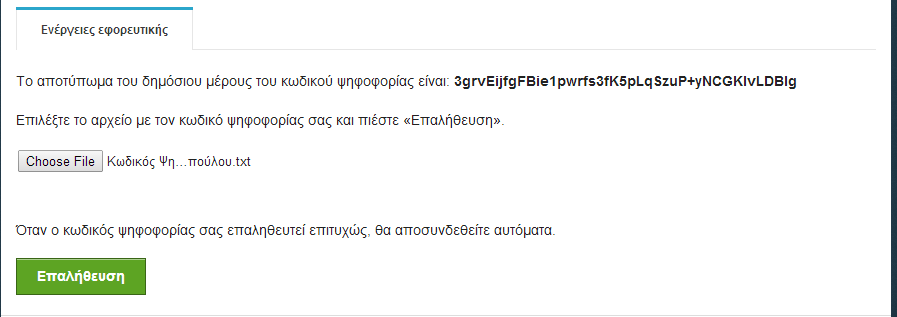 Ενέργειες εφορευτικής
Το αποτύπωμα του δημόσιου μέρους του κωδικού ψηφοφορίας είναι: 3grvEijfgFBie1pwrfs3fK5pLqSzuP+yNCGKIvLDBIg
Επιλέξτε το αρχείο με τον κωδικό ψηφοφορίας σας και πιέστε «Επαλήθευση».
Choose File Κωδικός Ψη...πούλου.txt
Όταν ο κωδικός ψηφοφορίας σας επαληθευτεί επιτυχώς, θα αποσυνδεθείτε αυτόματα.
Επαλήθευση